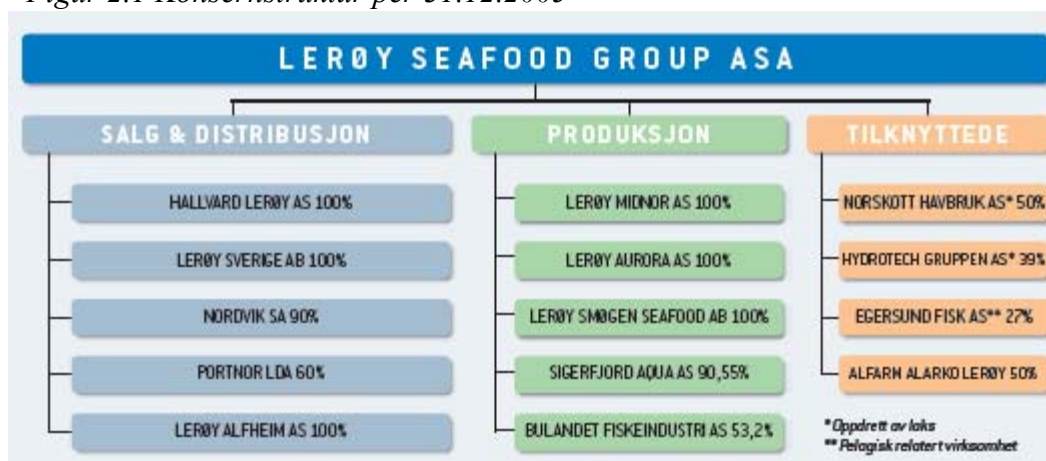 Figur 2.1 Konsernstruktur per 31.12.2005
LERØY SEAFOOD GROUP ASA
SALG & DISTRIBUSJON
HALLVARD LERØY AS 100%
LERØY SVERIGE AB 100%
NORDVIK SA 90%
PORTNOR LDA 60%
LERØY ALFHEIM AS 100%
PRODUKSJON
LERØY MIDNOR AS 100%
LERØY AURORA AS 100%
LERØY SMØGEN SEAFOOD AB 100%
SIGERFJORD AQUA AS 90,55%
BULANDET FISKEINDUSTRI AS 53,2%
TILKNYTTEDE
NORSKOTT HAVBRUK AS* 50%
HYDROTECH GRUPPEN AS* 39%
EGERSUND FISK AS** 27%
ALFARM ALARKO LERØY 50%
* Oppdrett av laks
** Pelagisk relatert virksomhet